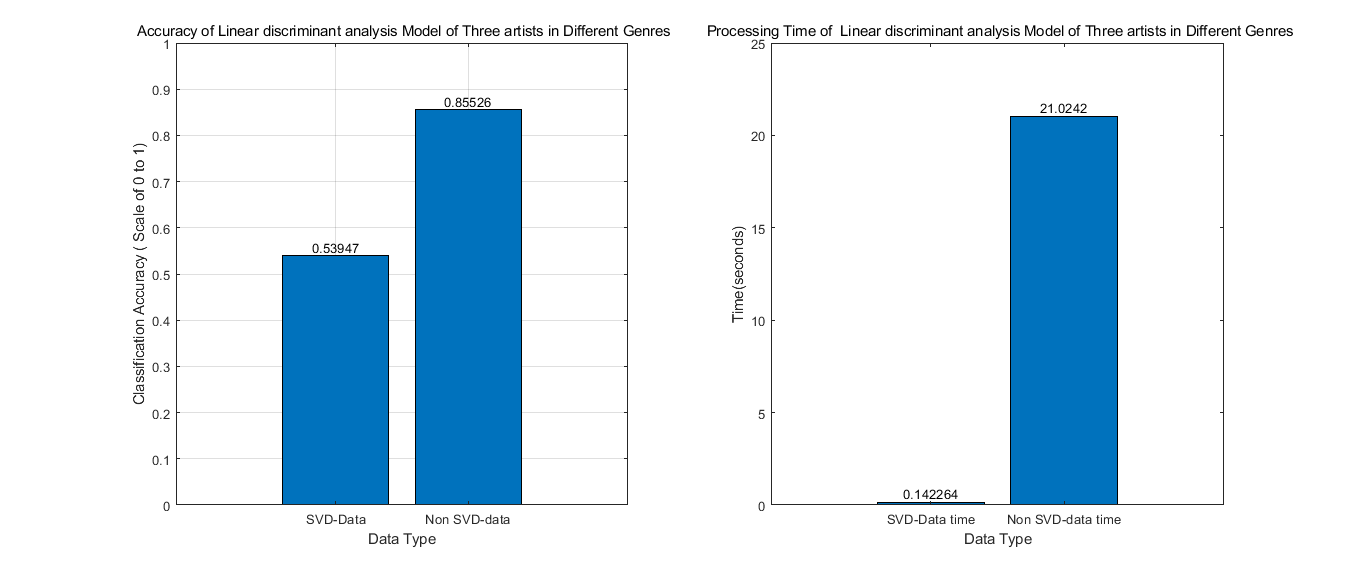 Accuracy of Linear discriminant analysis Model of Three artists in Different Genres
1
0.9
0.8
0.7
0.6
0.5
0.4
0.3
0.2
0.1
0
Classification Accuracy ( Scale of 0 to 1)
0.53947
0.85526
SVD-Data
Non SVD-data
Data Type
Processing Time of  Linear discriminant analysis Model of Three artists in Different Genres
25
20
15
10
5
0
Time(seconds)
0.142264
21.0242
SVD-Data time
Non SVD-data time
Data Type